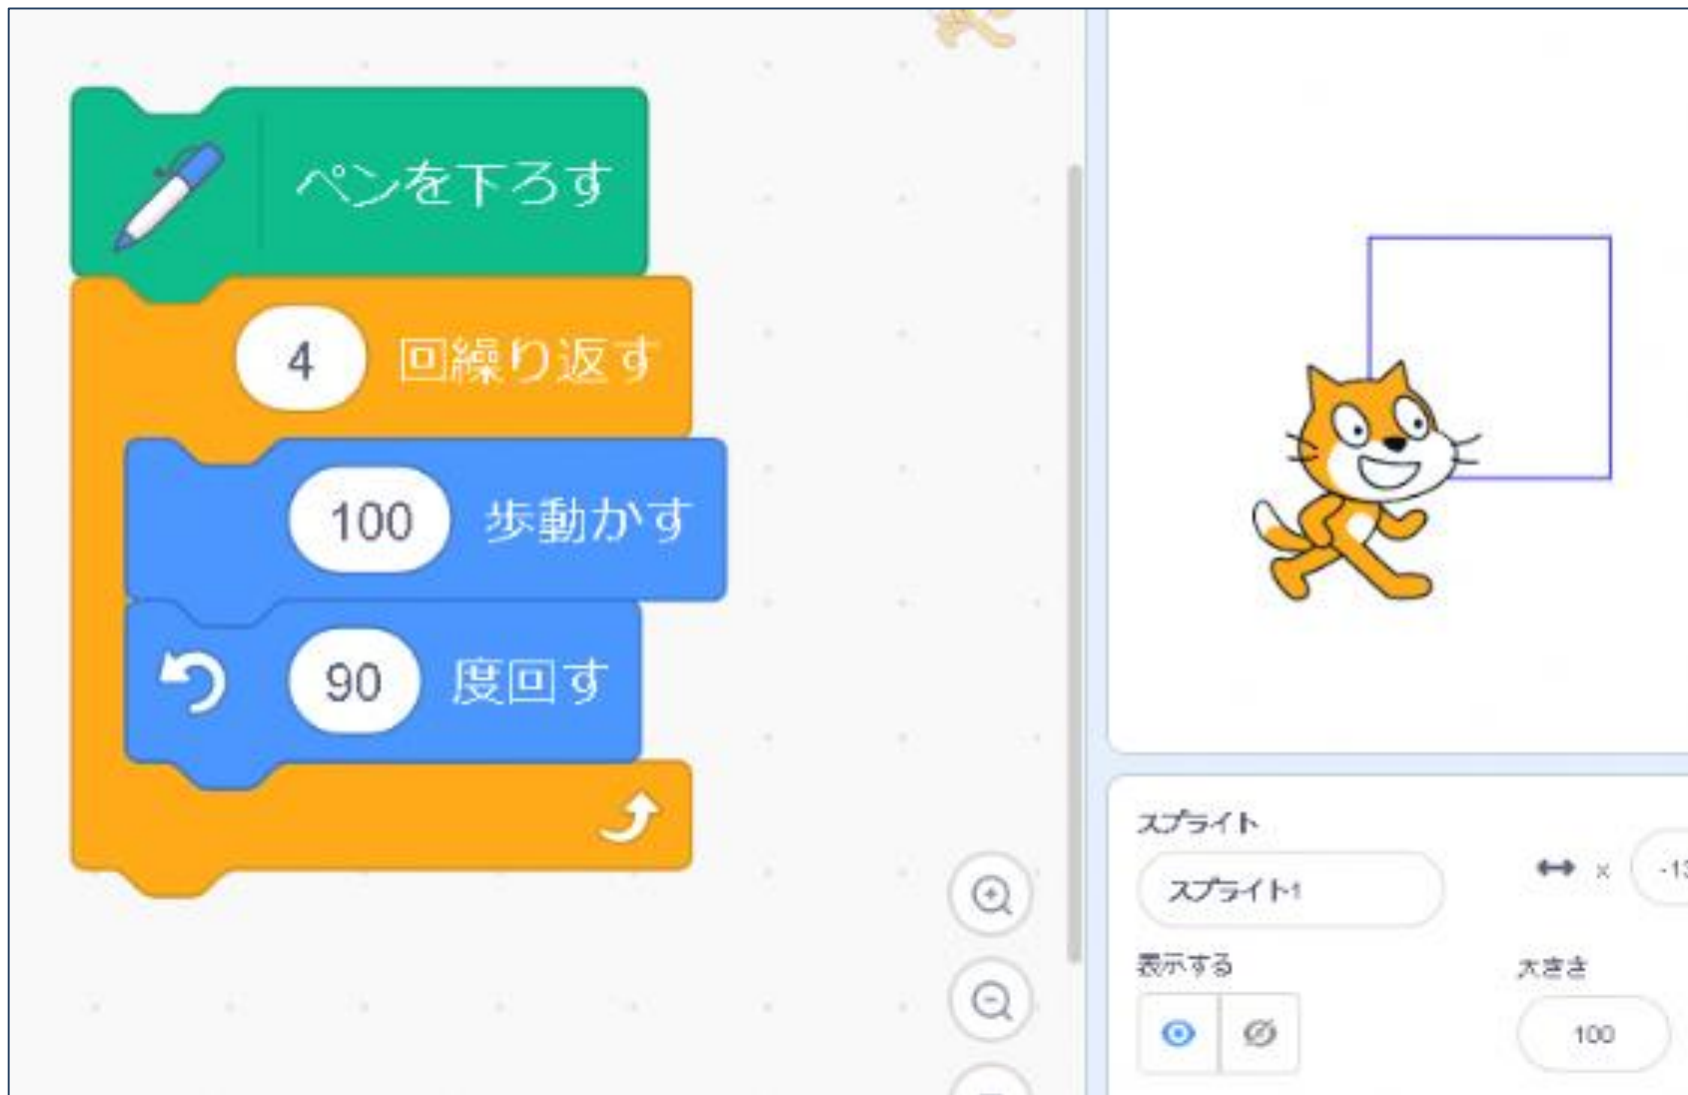 ペンを下ろす
4 回繰り返す
100 歩動かす
90 度回す
スプライト
スプライト1
x
表示する
大きさ
100